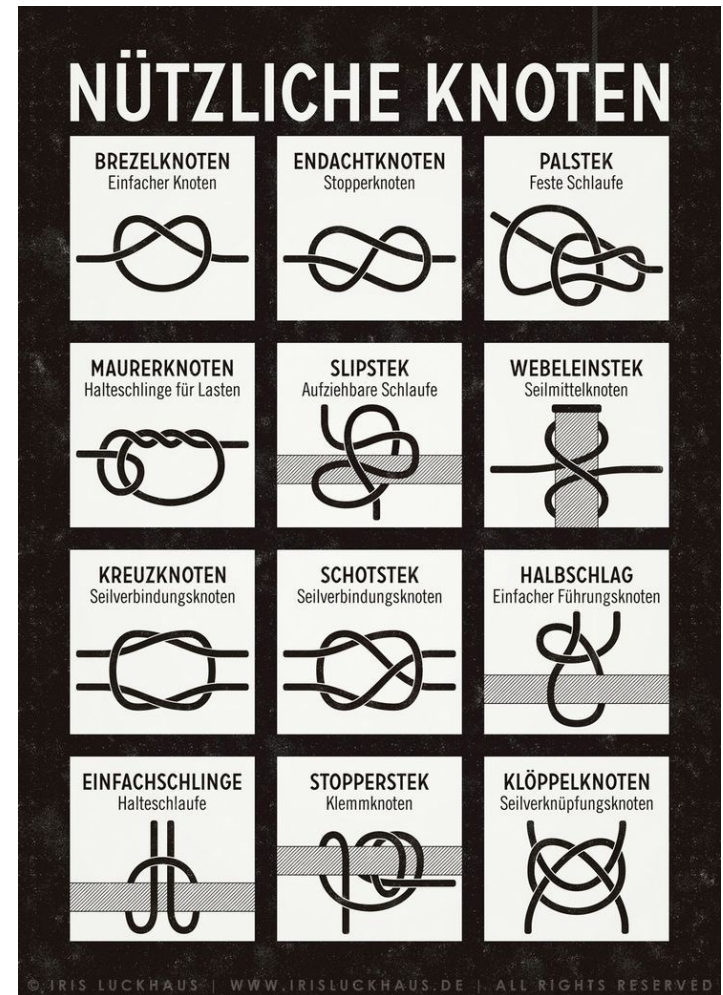 NÜTZLICHE KNOTEN
BREZELKNOTEN
Einfacher Knoten
ENDACHTKNOTEN
Stopperknoten
PALSTEK
Feste Schlaufe
MAURERKNOTEN
Halteschlinge für Lasten
SLIPSTEK
Aufziehbare Schlaufe
WEBELEINSTEK
Seilmittelknoten
KREUZKNOTEN
Seilverbindungsknoten
SCHOTSTEK
Seilverbindungsknoten
HALBSCHLAG
Einfacher Führungsknoten
EINFACHSCHLINGE
Halteschlaufe
STOPPERSTEK
Klemmknoten
KLÖPPELKNOTEN
Seilverknüpfungsknoten
© IRIS LUCKHAUS | WWW.IRISLUCKHAUS.DE | ALL RIGHTS RESERVED